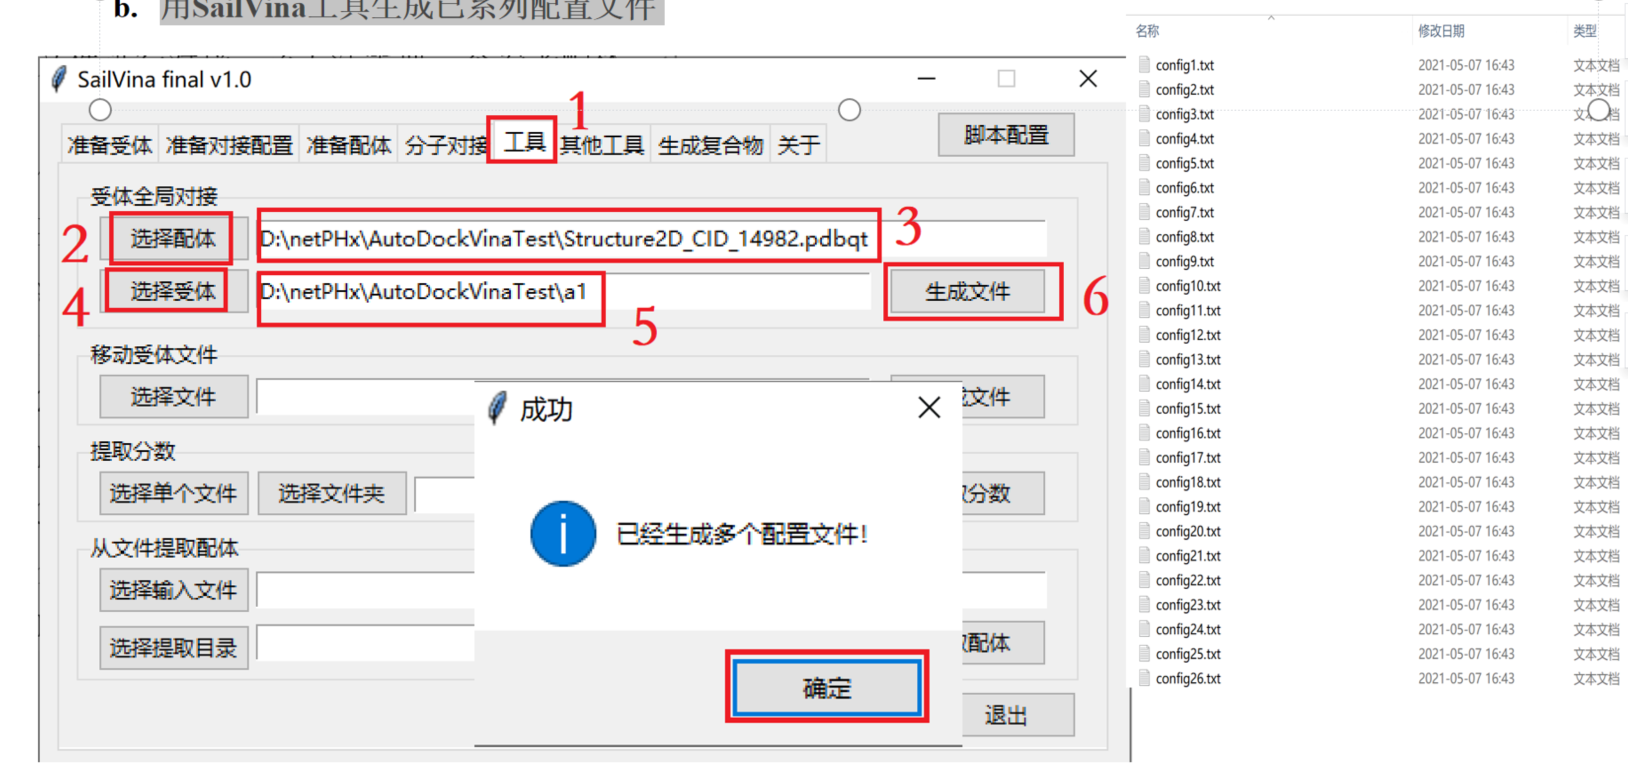 b. 用SailVina工具生成已系列配置文件
SailVina final v1.0
1
准备受体 准备对接配置 准备配体 分子对接 工具 其他工具 生成复合物 关于
脚本配置
受体全局对接
2 选择配体 D:\netPHx\AutoDockVinaTest\Structure2D_CID_14982.pdbqt 3
4 选择受体 D:\netPHx\AutoDockVinaTest\a1 5 生成文件 6
移动受体文件
选择文件 文件
提取分数
选择单个文件 选择文件夹 分数
从文件提取配体
选择输入文件
选择提取目录 配体
退出
成功
已经生成多个配置文件!
确定
名称 修改日期 类型
config1.txt 2021-05-07 16:43 文本文档
config2.txt 2021-05-07 16:43 文本文档
config3.txt 2021-05-07 16:43 文本文档
config4.txt 2021-05-07 16:43 文本文档
config5.txt 2021-05-07 16:43 文本文档
config6.txt 2021-05-07 16:43 文本文档
config7.txt 2021-05-07 16:43 文本文档
config8.txt 2021-05-07 16:43 文本文档
config9.txt 2021-05-07 16:43 文本文档
config10.txt 2021-05-07 16:43 文本文档
config11.txt 2021-05-07 16:43 文本文档
config12.txt 2021-05-07 16:43 文本文档
config13.txt 2021-05-07 16:43 文本文档
config14.txt 2021-05-07 16:43 文本文档
config15.txt 2021-05-07 16:43 文本文档
config16.txt 2021-05-07 16:43 文本文档
config17.txt 2021-05-07 16:43 文本文档
config18.txt 2021-05-07 16:43 文本文档
config19.txt 2021-05-07 16:43 文本文档
config20.txt 2021-05-07 16:43 文本文档
config21.txt 2021-05-07 16:43 文本文档
config22.txt 2021-05-07 16:43 文本文档
config23.txt 2021-05-07 16:43 文本文档
config24.txt 2021-05-07 16:43 文本文档
config25.txt 2021-05-07 16:43 文本文档
config26.txt 2021-05-07 16:43 文本文档